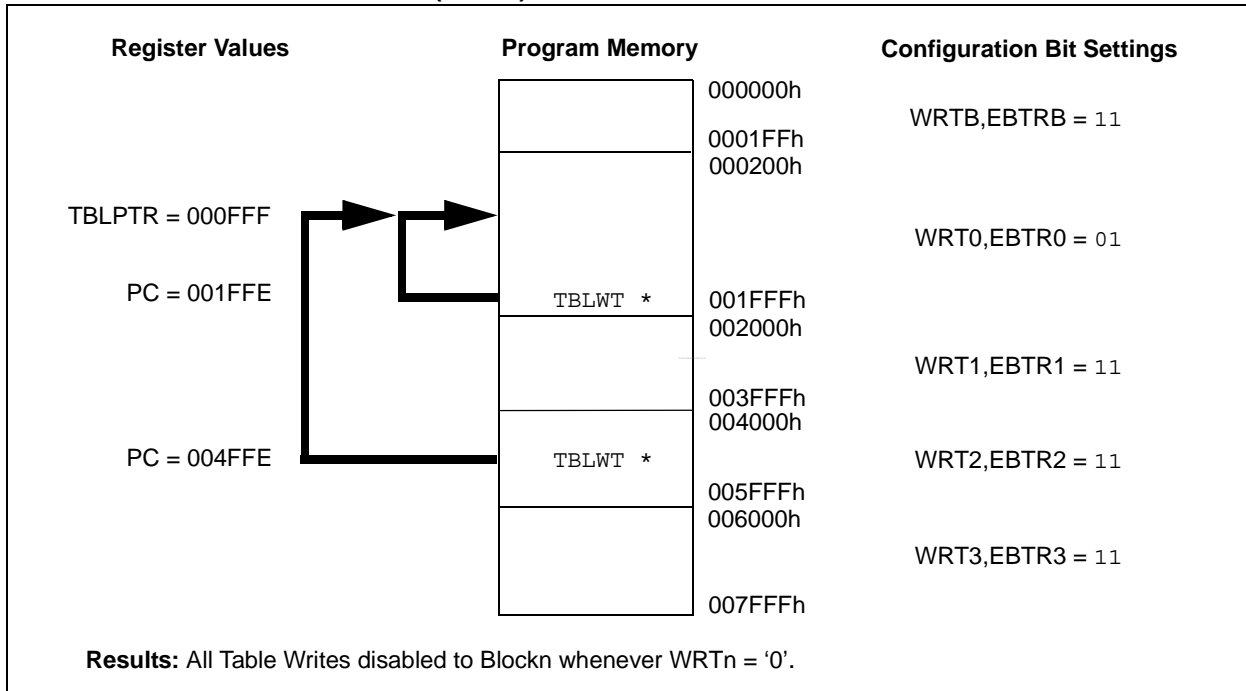 Register Values Program Memory Configuration Bit Settings
000000h
WRTB,EBTRB = 11
0001FFh
000200h
TBLPTR = 000FFF
WRT0,EBTR0 = 01
PC = 001FFE
TBLWT *
001FFFh
002000h
WRT1,EBTR1 = 11
003FFFh
004000h
PC = 004FFE
TBLWT *
WRT2,EBTR2 = 11
005FFFh
006000h
WRT3,EBTR3 = 11
007FFFh
Results: All Table Writes disabled to Blockn whenever WRTn = ‘0’.